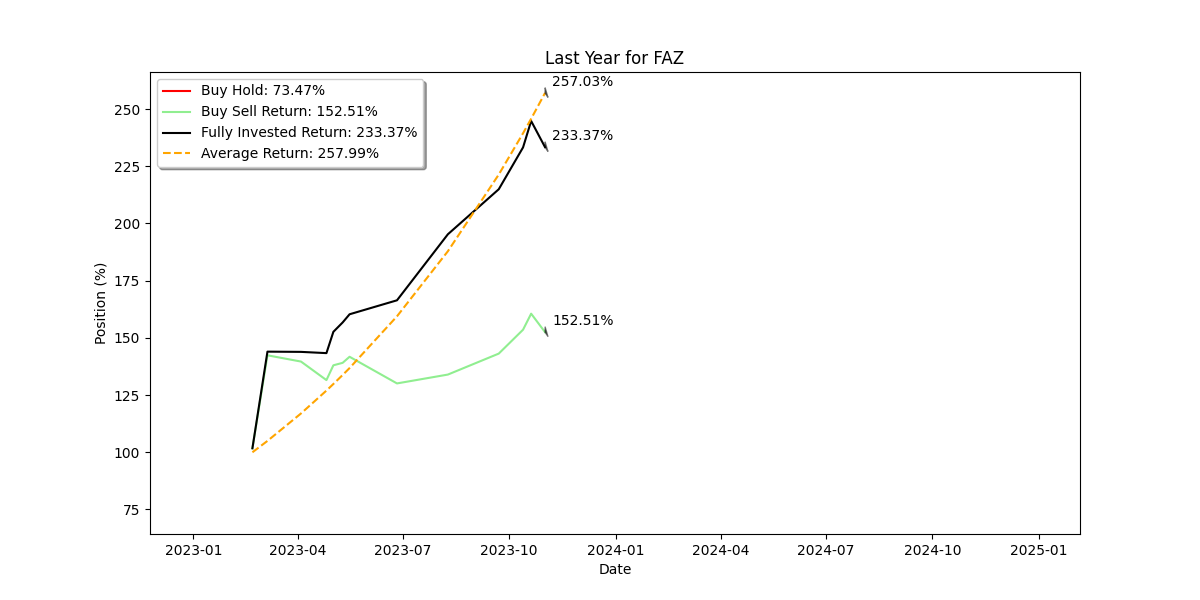 Last Year for FAZ
Buy Hold: 73.47%
Buy Sell Return: 152.51%
Fully Invested Return: 233.37%
Average Return: 257.99%
257.03%
233.37%
152.51%
Position (%)
250
225
200
175
150
125
100
75
2023-01 2023-04 2023-07 2023-10 2024-01 2024-04 2024-07 2024-10 2025-01
Date